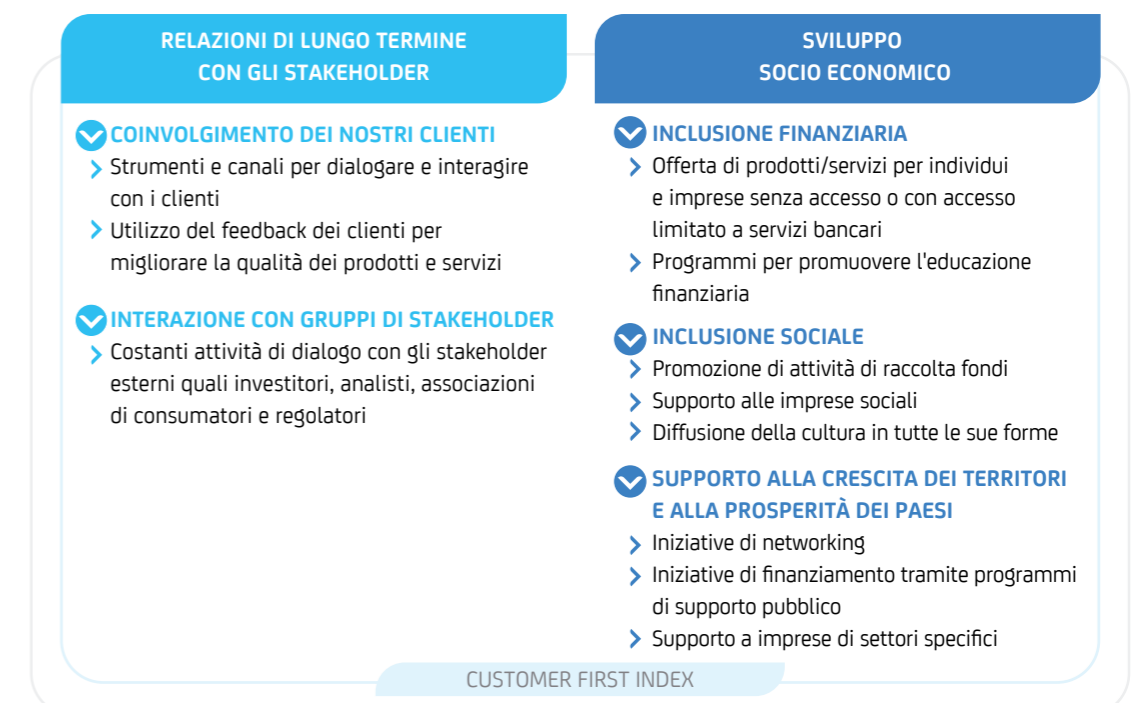 RELAZIONI DI LUNGO TERMINE
CON GLI STAKEHOLDER
COINVOLGIMENTO DEI NOSTRI CLIENTI
Strumenti e canali per dialogare e interagire
con i clienti
Utilizzo del feedback dei clienti per
migliorare la qualità dei prodotti e servizi
INTERAZIONE CON GRUPPI DI STAKEHOLDER
Costanti attività di dialogo con gli stakeholder
esterni quali investitori, analisti, associazioni
di consumatori e regolatori
SVILUPPO
SOCIO ECONOMICO
INCLUSIONE FINANZIARIA
Offerta di prodotti/servizi per individui
e imprese senza accesso o con accesso
limitato a servizi bancari
Programmi per promuovere l'educazione
finanziaria
INCLUSIONE SOCIALE
Promozione di attività di raccolta fondi
Supporto alle imprese sociali
Diffusione della cultura in tutte le sue forme
SUPPORTO ALLA CRESCITA DEI TERRITORI
E ALLA PROSPERITÀ DEI PAESI
Iniziative di networking
Iniziative di finanziamento tramite programmi
di supporto pubblico
Supporto a imprese di settori specifici
CUSTOMER FIRST INDEX